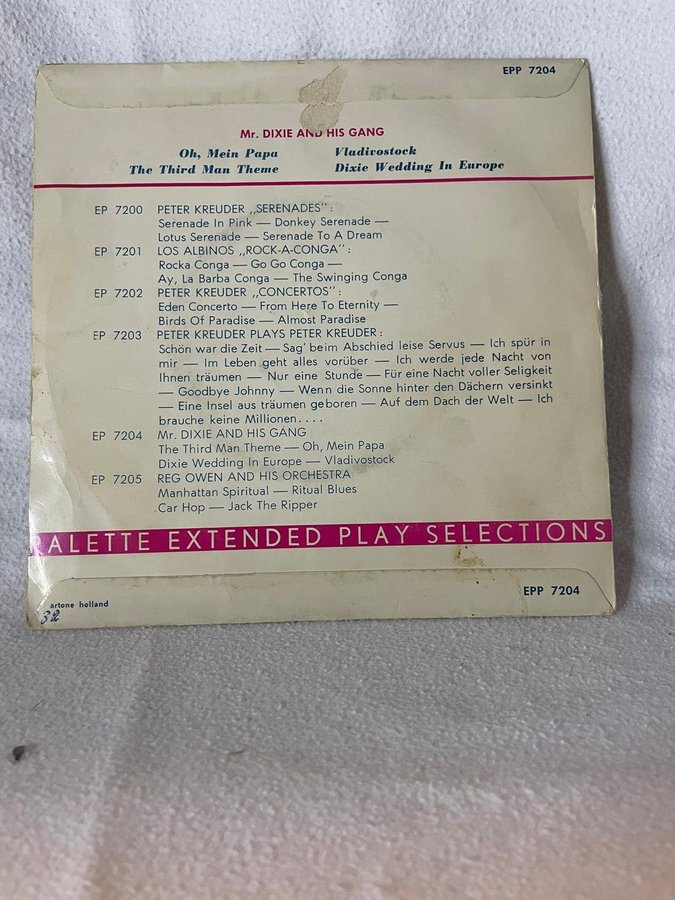 EPP 7204
Mr. DIXIE AND HIS GANG
Oh, Mein Papa Vladivostock
The Third Man Theme Dixie Wedding In Europe
EP 7200 PETER KREUDER „SERENADES":
Serenade In Pink — Donkey Serenade —
Lotus Serenade — Serenade To A Dream
EP 7201 LOS ALBINOS „ROCK-A-CONGA":
Rocka Conga — Go Go Conga —
Ay, La Barba Conga — The Swinging Conga
EP 7202 PETER KREUDER „CONCERTOS":
Eden Concerto — From Here To Eternity —
Birds Of Paradise — Almost Paradise
EP 7203 PETER KREUDER PLAYS PETER KREUDER:
Schön war die Zeit — Sag' beim Abschied leise Servus — Ich spür in
mir — Im Leben geht alles vorüber — Ich werde jede Nacht von
Ihnen träumen — Nur eine Stunde — Für eine Nacht voller Seligkeit
— Goodbye Johnny — Wenn die Sonne hinter den Dächern versinkt
— Eine Insel aus träumen geboren — Auf dem Dach der Welt — Ich
brauche keine Millionen....
EP 7204 Mr. DIXIE AND HIS GANG
The Third Man Theme — Oh, Mein Papa
Dixie Wedding In Europe — Vladivostock
EP 7205 REG OWEN AND HIS ORCHESTRA
Manhattan Spiritual — Ritual Blues
Car Hop — Jack The Ripper
PALETTE EXTENDED PLAY SELECTIONS
EPP 7204
artone holland
32